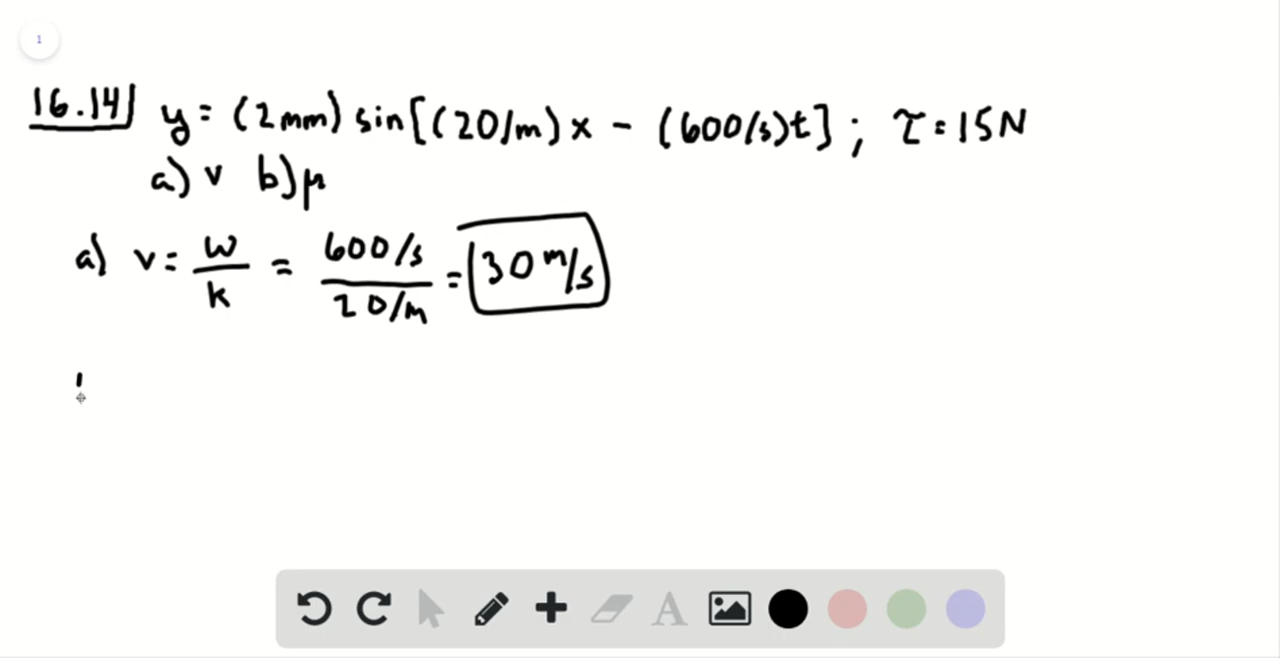 1
16.14) y = (2mm) sin[(20/m)x - (600/s)t] ; τ = 15N
a) v b) μ
a) v = ω/k = 600/s / 20/m = 30 m/s
A